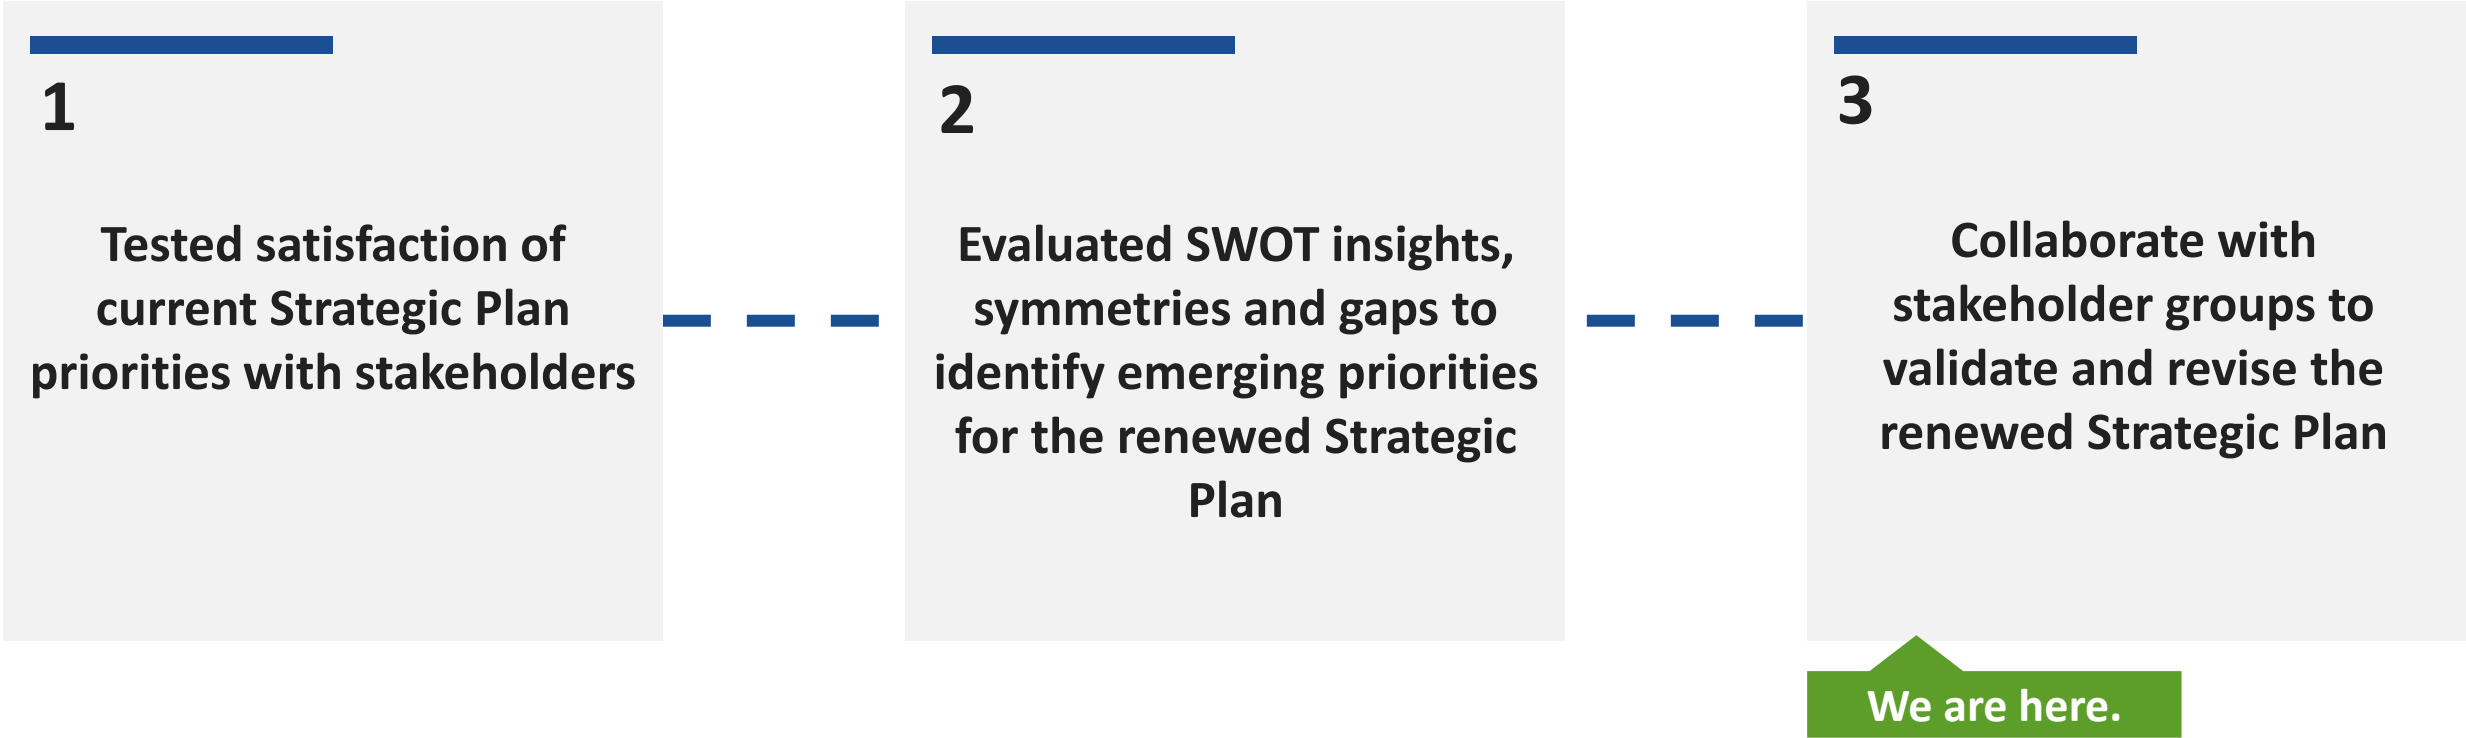 1
Tested satisfaction of
current Strategic Plan
priorities with stakeholders
2
Evaluated SWOT insights,
symmetries and gaps to
identify emerging priorities
for the renewed Strategic
Plan
3
Collaborate with
stakeholder groups to
validate and revise the
renewed Strategic Plan
We are here.